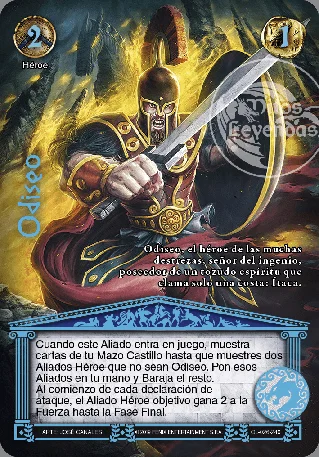 2
1
Héroe
Mitos
Leyendas
Odiseo
Odiseo, el héroe de las muchas
destrezas, señor del ingenio,
poseedor de un tozudo espíritu que
clama solo una costa: Ítaca.
Cuando este Aliado entra en juego, muestra
cartas de tu Mazo Castillo hasta que muestres dos
Aliados Héroe que no sean Odiseo. Pon esos
Aliados en tu mano y Baraja el resto.
Al comienzo de cada declaración de
ataque, el Aliado Héroe objetivo gana 2 a la
Fuerza hasta la Fase Final.
ARTE: JOSÉ CANALES